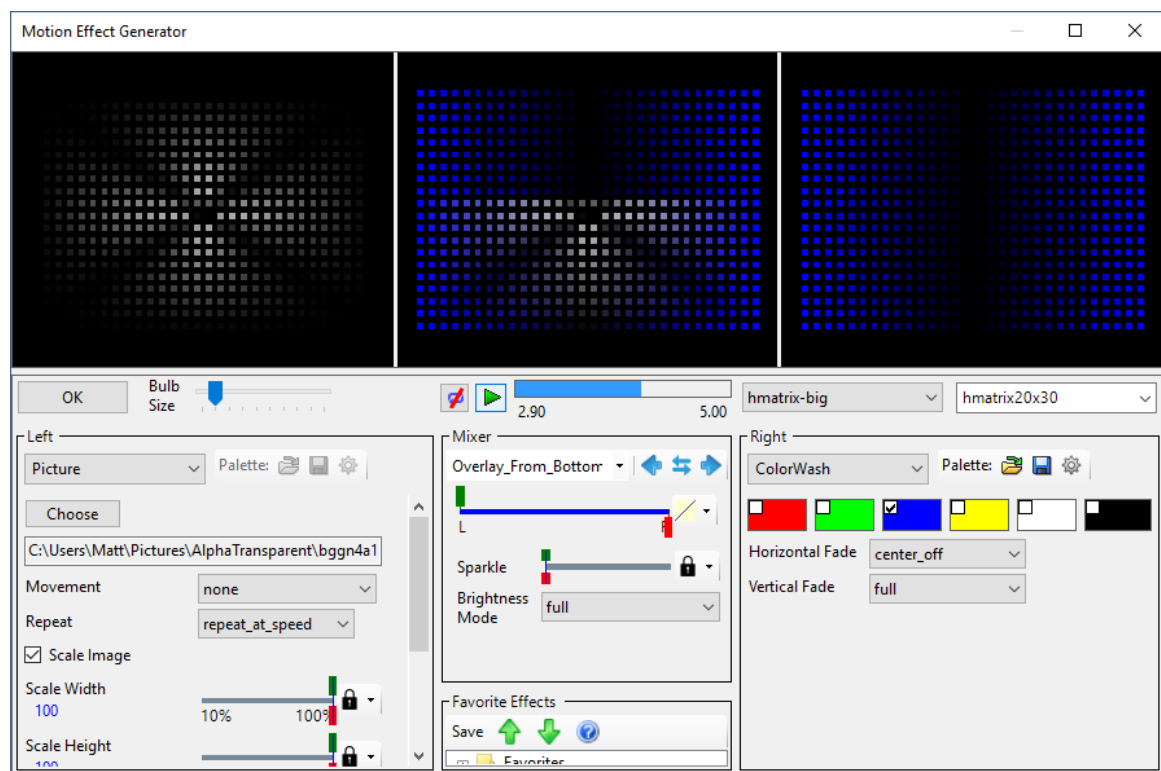 Motion Effect Generator
OK
Bulb
Size
2.90
5.00
hmatrix-big
hmatrix20x30
Left
Picture
Palette:
Choose
C:\Users\Matt\Pictures\AlphaTransparent\bggn4a1
Movement
none
Repeat
repeat_at_speed
Scale Image
Scale Width
100
10%
100%
Scale Height
100
Mixer
Overlay_From_Bottom
L
Sparkle
Brightness
Mode
full
Favorite Effects
Save
Favorites
Right
ColorWash
Palette:
Horizontal Fade
center_off
Vertical Fade
full